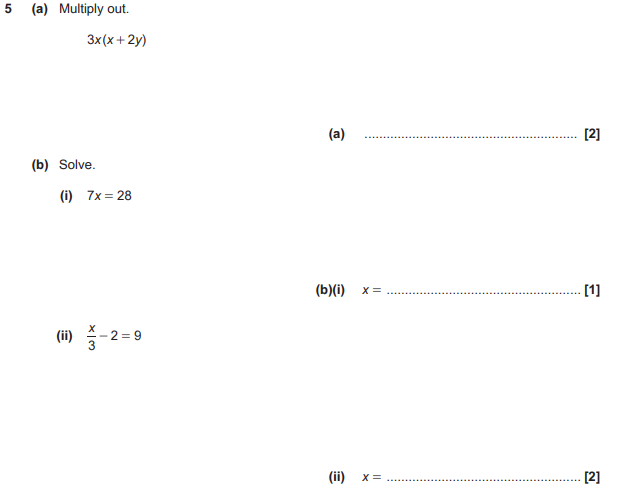 5 (a) Multiply out.
3x(x + 2y)
(a) ........................................................ [2]
(b) Solve.
(i) 7x = 28
(b)(i) x = ................................................... [1]
(ii) x/3 − 2 = 9
(ii) x = ................................................... [2]